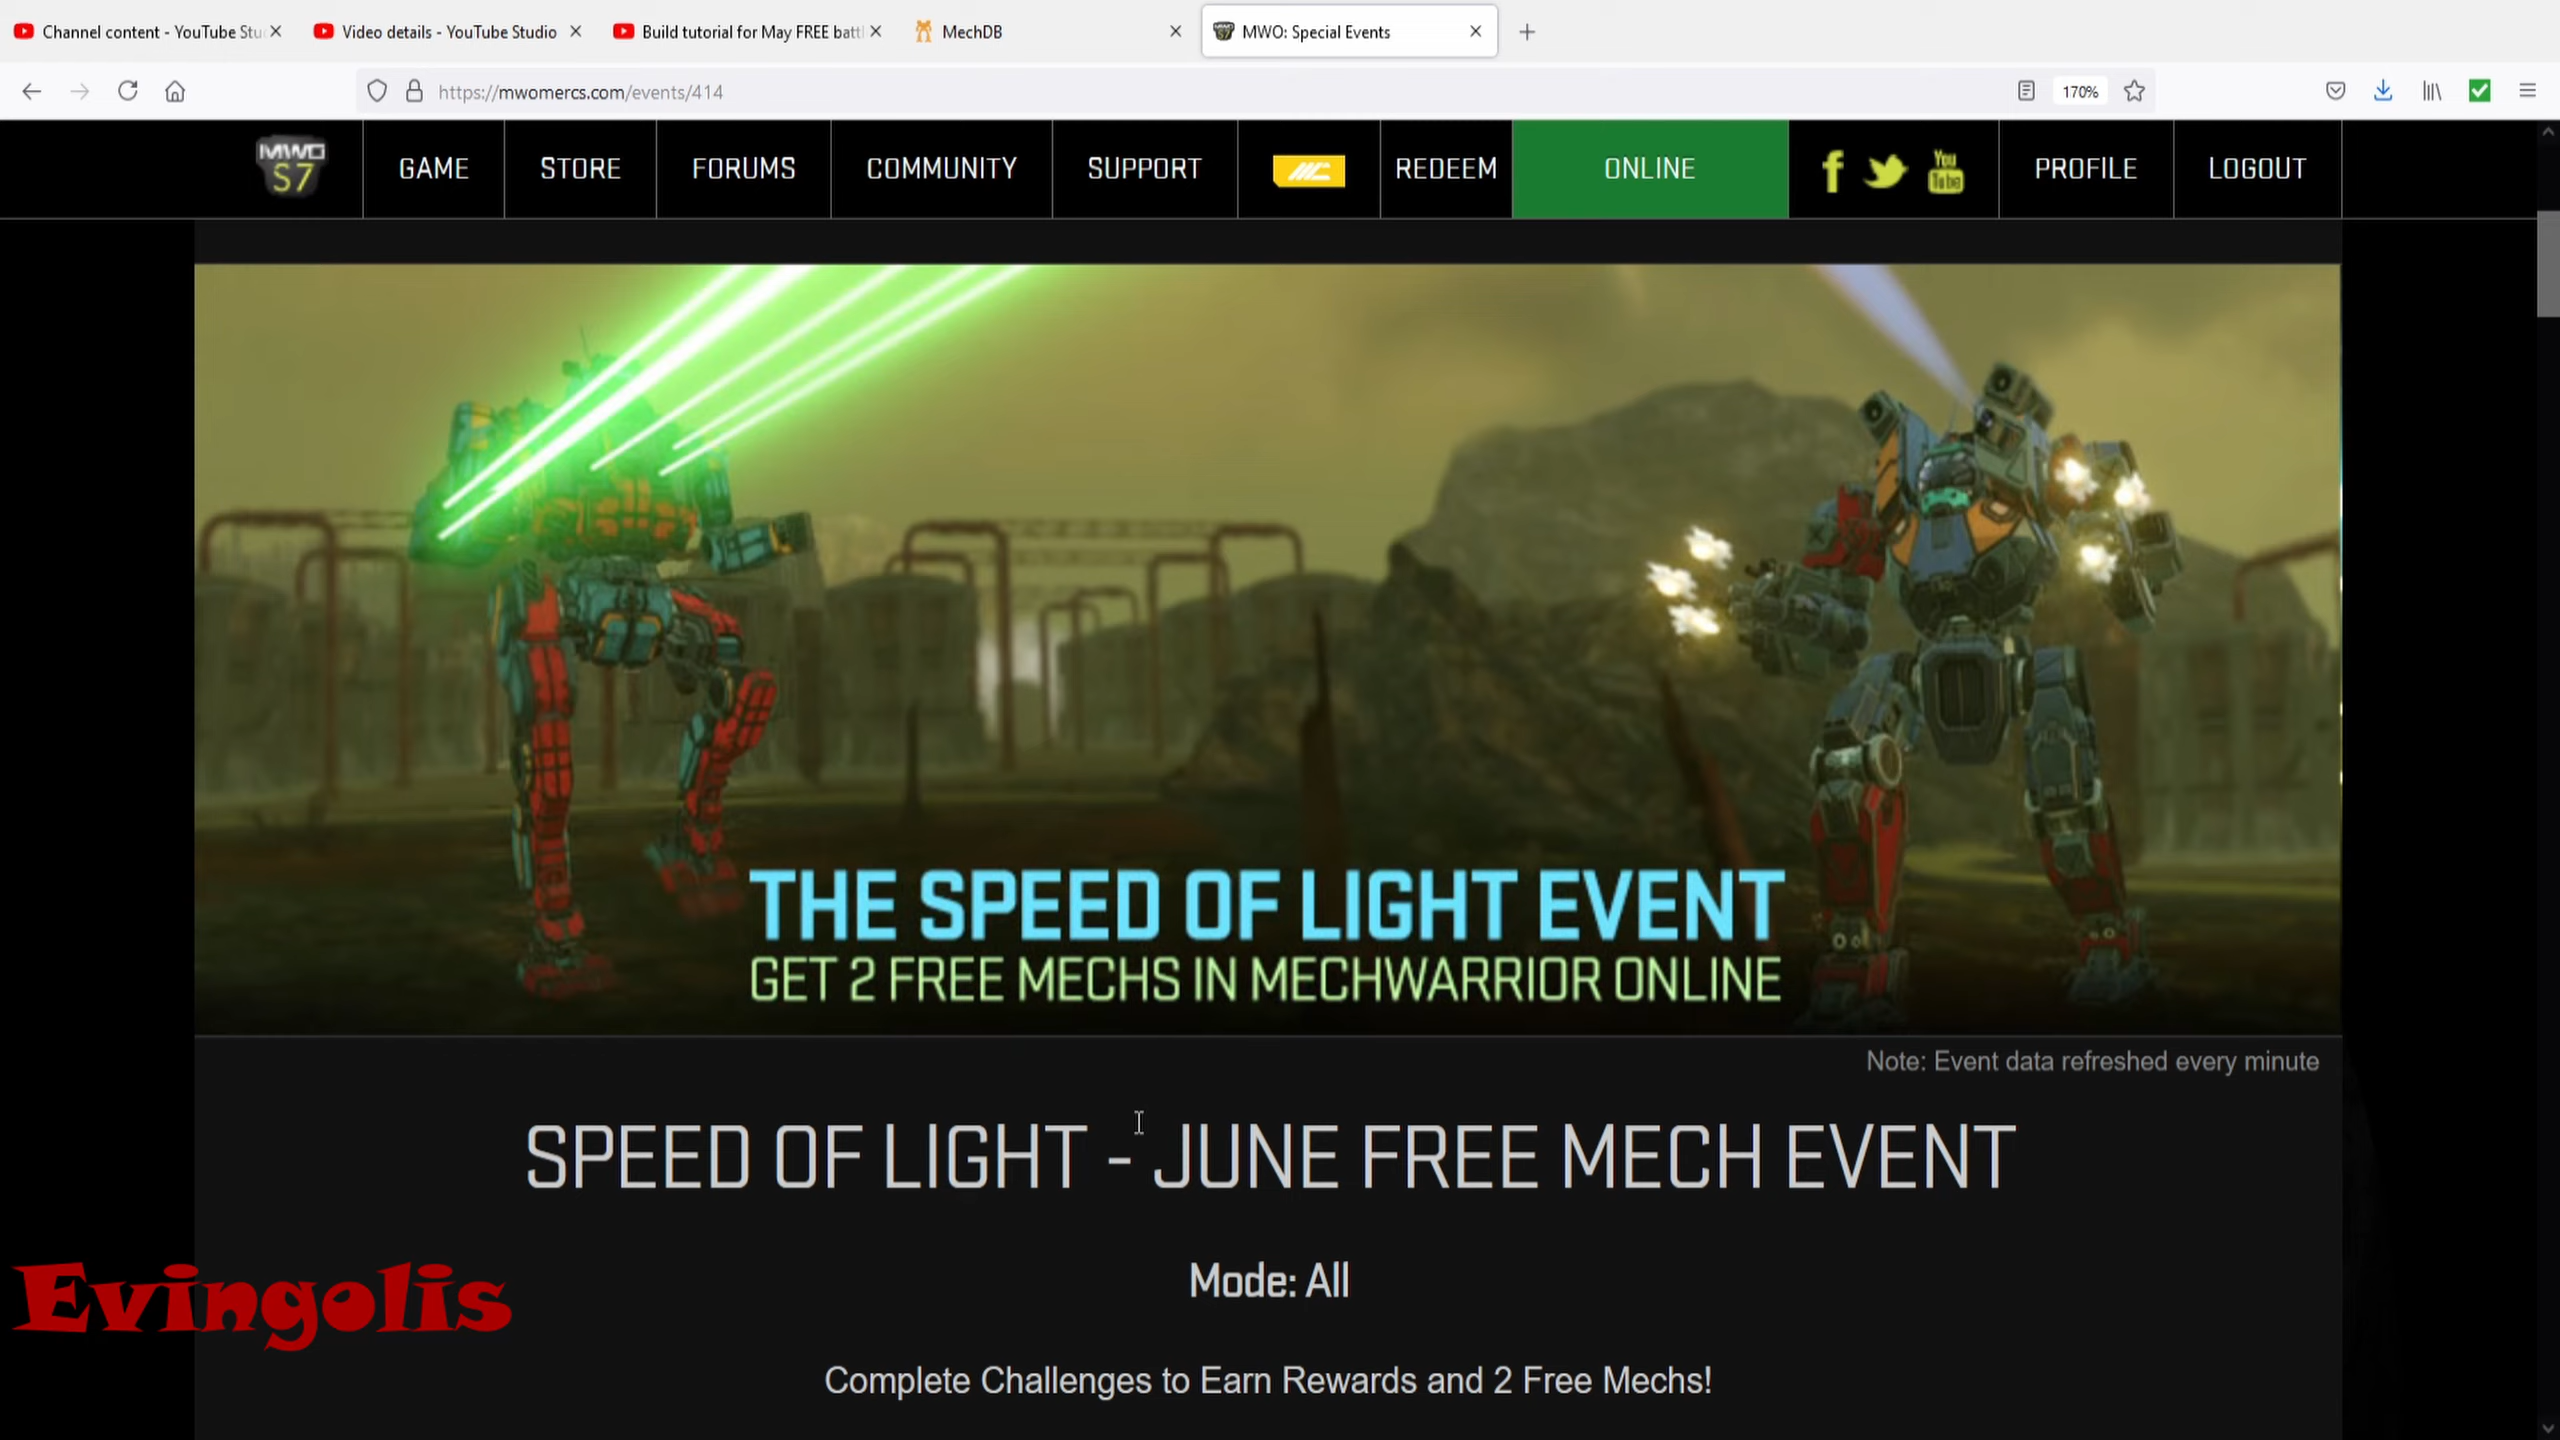 Channel content - YouTube Stu
Video details - YouTube Studio
Build tutorial for May FREE batt
MechDB
MWO: Special Events
https://mwomercs.com/events/414
170%
MWO
S7
GAME
STORE
FORUMS
COMMUNITY
SUPPORT
MC
REDEEM
ONLINE
You
Tube
PROFILE
LOGOUT
THE SPEED OF LIGHT EVENT
GET 2 FREE MECHS IN MECHWARRIOR ONLINE
Note: Event data refreshed every minute
SPEED OF LIGHT - JUNE FREE MECH EVENT
Mode: All
Evingolis
Complete Challenges to Earn Rewards and 2 Free Mechs!